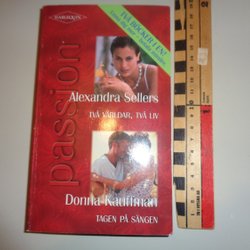 HARLEQUIN
TVÅ BÖCKER I EN!
passion
Alexandra Sellers
TVÅ VÄRLDAR, TVÅ LIV
Donna Kauffman
TAGEN PÅ SÄNGEN